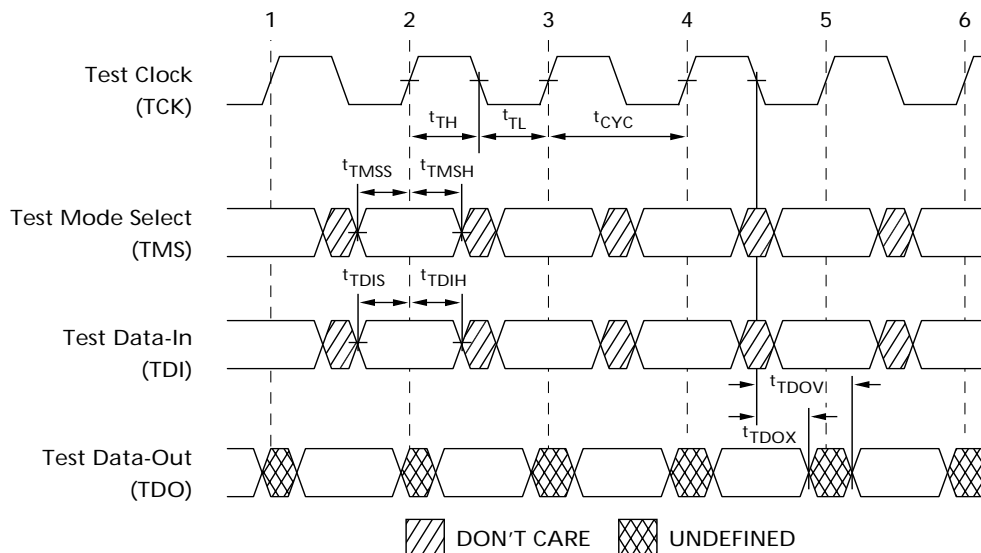 1 2 3 4 5 6
Test Clock
(TCK)
tTH tTL tCYC
tTMSS tTMSH
Test Mode Select
(TMS)
tTDIS tTDIH
Test Data-In
(TDI)
tTDOV
tTDOX
Test Data-Out
(TDO)
DON'T CARE UNDEFINED